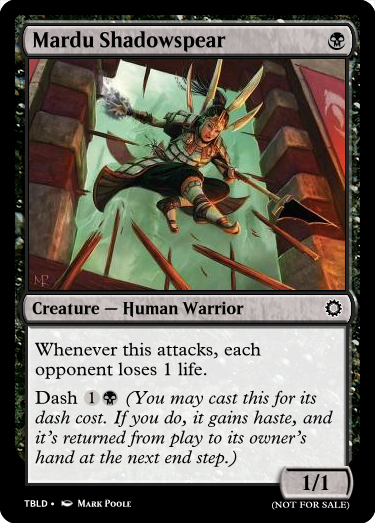 Mardu Shadowspear
MR
Creature — Human Warrior
Whenever this attacks, each
opponent loses 1 life.
Dash 1 (You may cast this for its
dash cost. If you do, it gains haste, and
it's returned from play to its owner's
hand at the next end step.)
1/1
TBLD • Mark Poole
(NOT FOR SALE)